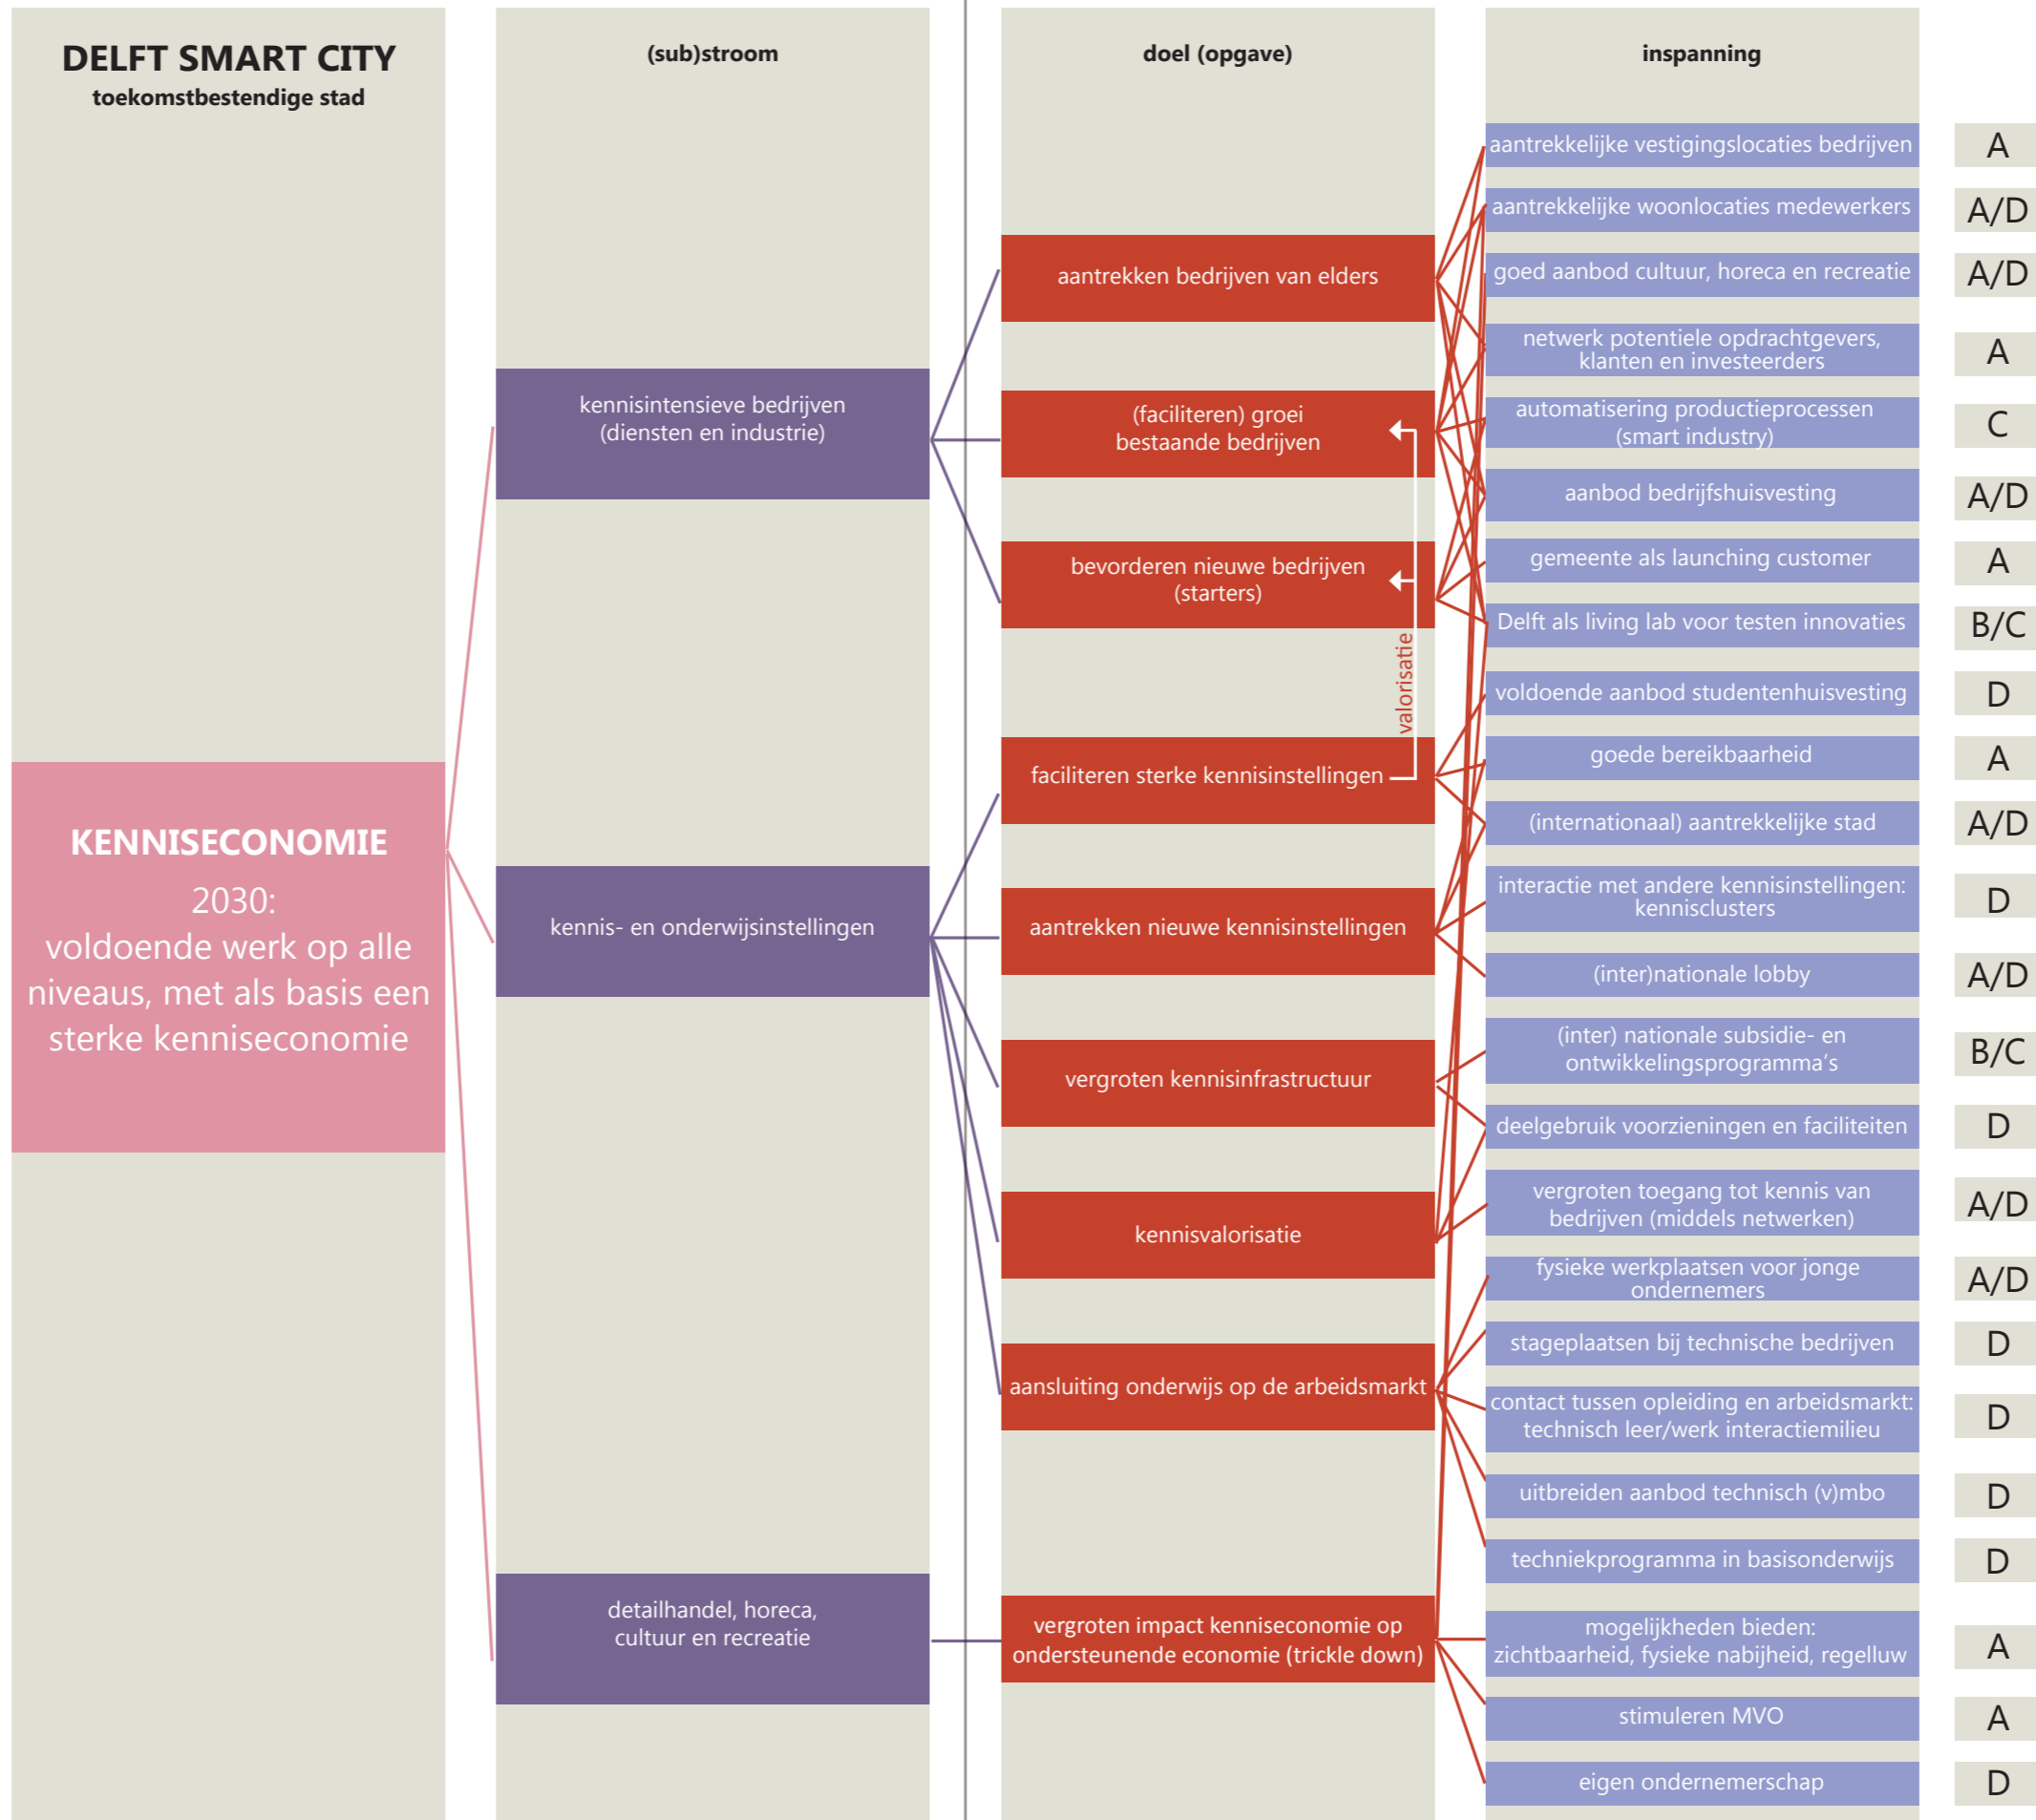 DELFT SMART CITY
toekomstbestendige stad
KENNISECONOMIE
2030:
voldoende werk op alle
niveaus, met als basis een
sterke kenniseconomie
(sub)stroom
kennisintensieve bedrijven
(diensten en industrie)
kennis- en onderwijsinstellingen
detailhandel, horeca,
cultuur en recreatie
doel (opgave)
aantrekken bedrijven van elders
(faciliteren) groei
bestaande bedrijven
bevorderen nieuwe bedrijven
(starters)
valorisatie
faciliteren sterke kennisinstellingen
aantrekken nieuwe kennisinstellingen
vergroten kennisinfrastructuur
kennisvalorisatie
aansluiting onderwijs op de arbeidsmarkt
vergroten impact kenniseconomie op
ondersteunende economie (trickle down)
inspanning
aantrekkelijke vestigingslocaties bedrijven
A
aantrekkelijke woonlocaties medewerkers
A/D
goed aanbod cultuur, horeca en recreatie
A/D
netwerk potentiele opdrachtgevers,
klanten en investeerders
A
automatisering productieprocessen
(smart industry)
C
aanbod bedrijfshuisvesting
A/D
gemeente als launching customer
A
Delft als living lab voor testen innovaties
B/C
voldoende aanbod studentenhuisvesting
D
goede bereikbaarheid
A
(internationaal) aantrekkelijke stad
A/D
interactie met andere kennisinstellingen:
kennisclusters
D
(inter)nationale lobby
A/D
(inter) nationale subsidie- en
ontwikkelingsprogramma's
B/C
deelgebruik voorzieningen en faciliteiten
D
vergroten toegang tot kennis van
bedrijven (middels netwerken)
A/D
fysieke werkplaatsen voor jonge
ondernemers
A/D
stageplaatsen bij technische bedrijven
D
contact tussen opleiding en arbeidsmarkt:
technisch leer/werk interactiemilieu
D
uitbreiden aanbod technisch (v)mbo
D
techniekprogramma in basisonderwijs
D
mogelijkheden bieden:
zichtbaarheid, fysieke nabijheid, regelluw
A
stimuleren MVO
A
eigen ondernemerschap
D